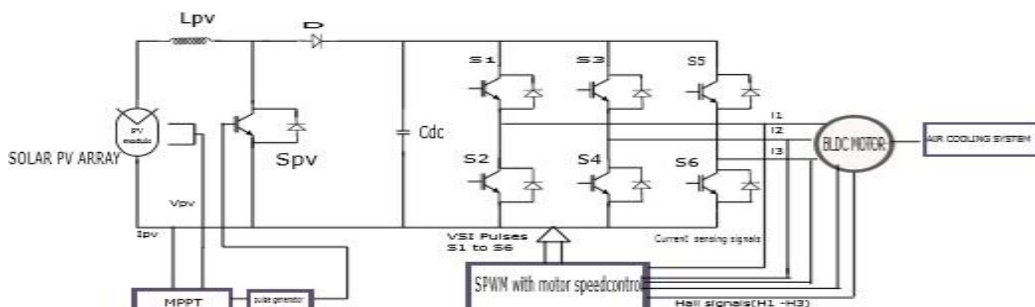 Lpv
D
S1
S3
S5
PV
module
Cdc
I1
I2
I3
BLDC MOTOR
AIR COOLING SYSTEM
SOLAR PV ARRAY
Spv
S2
S4
S6
Vpv
Ipv
VSI Pulses
S1 to S6
Current sensing signals
MPPT
pulse generator
SPWM with motor speedcontrol
Hall signals(H1 -H3)